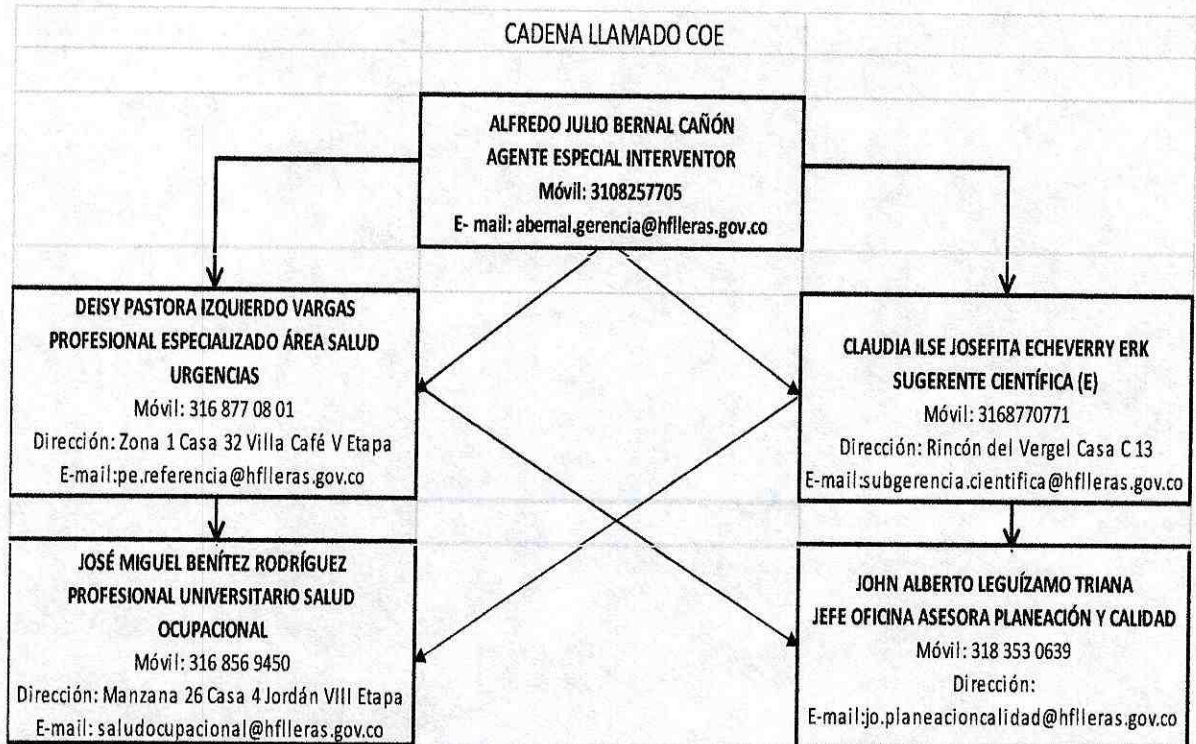 CADENA LLAMADO COE
ALFREDO JULIO BERNAL CAÑÓN
AGENTE ESPECIAL INTERVENTOR
Móvil: 3108257705
E- mail: abernal.gerencia@hflleras.gov.co
DEISY PASTORA IZQUIERDO VARGAS
PROFESIONAL ESPECIALIZADO ÁREA SALUD
URGENCIAS
Móvil: 316 877 08 01
Dirección: Zona 1 Casa 32 Villa Café V Etapa
E-mail:pe.referencia@hflleras.gov.co
CLAUDIA ILSE JOSEFITA ECHEVERRY ERK
SUGERENTE CIENTÍFICA (E)
Móvil: 3168770771
Dirección: Rincón del Vergel Casa C 13
E-mail:subgerencia.cientifica@hflleras.gov.co
JOSÉ MIGUEL BENÍTEZ RODRÍGUEZ
PROFESIONAL UNIVERSITARIO SALUD
OCUPACIONAL
Móvil: 316 856 9450
Dirección: Manzana 26 Casa 4 Jordán VIII Etapa
E-mail: saludocupacional@hflleras.gov.co
JOHN ALBERTO LEGUÍZAMO TRIANA
JEFE OFICINA ASESORA PLANEACIÓN Y CALIDAD
Móvil: 318 353 0639
Dirección:
E-mail:jo.planeacioncalidad@hflleras.gov.co